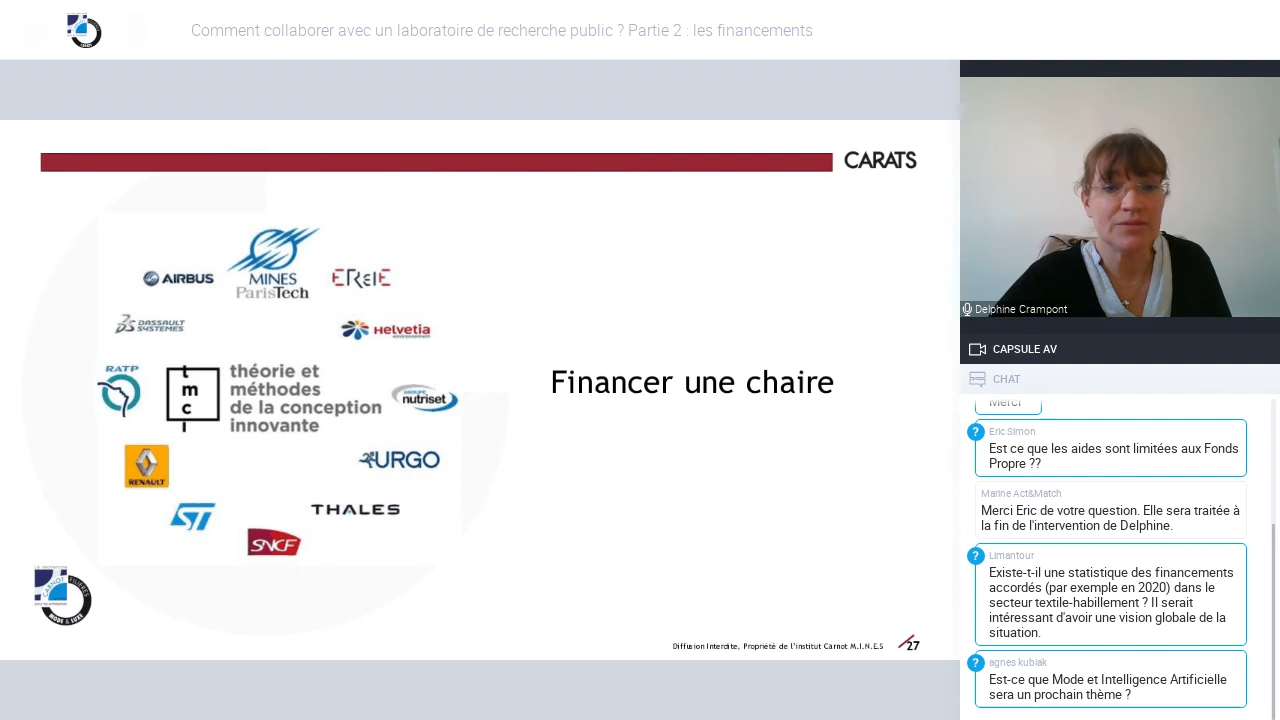 Comment collaborer avec un laboratoire de recherche public ? Partie 2 : les financements
CARATS
AIRBUS
MINES
ParisTech
DASSAULT
SYSTEMES
Helvetia
RATP
tm
c
théorie et
méthodes
de la conception
innovante
GROUPE
nutriset
Financer une chaire
RENAULT
URGO
ST
THALES
SNCF
CARNOT
FILIÈRES
MODE & LUXE
Diffusion Interdite, Propriété de l'institut Carnot M.I.N.E.S
27
Delphine Crampont
CAPSULE AV
CHAT
Merci
Eric Simon
Est ce que les aides sont limitées aux Fonds
Propre ??
Marine Act&Match
Merci Eric de votre question. Elle sera traitée à
la fin de l'intervention de Delphine.
Limantour
Existe-t-il une statistique des financements
accordés (par exemple en 2020) dans le
secteur textile-habillement ? Il serait
intéressant d'avoir une vision globale de la
situation.
agnes kubiak
Est-ce que Mode et Intelligence Artificielle
sera un prochain thème ?